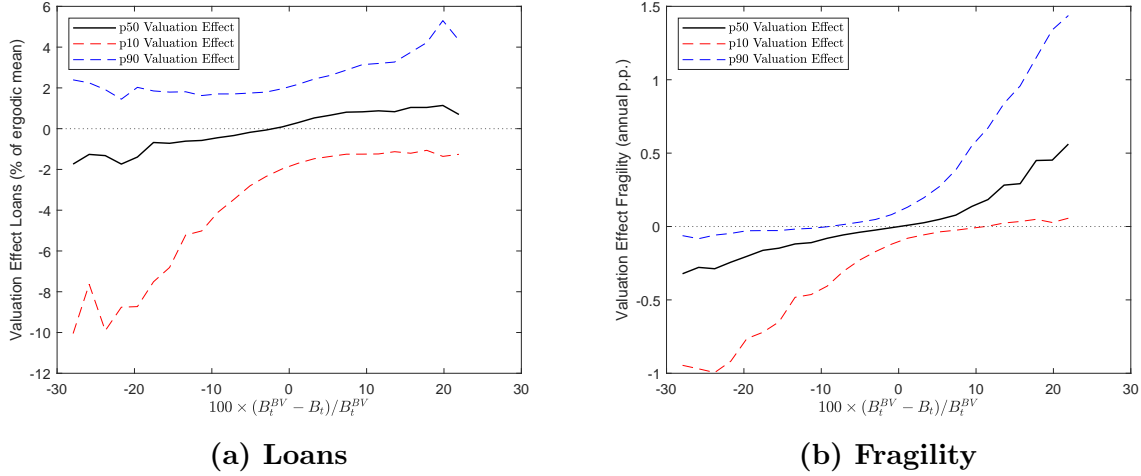 Valuation Effect Loans (% of ergodic mean)
6
4
2
0
-2
-4
-6
-8
-10
-12
p50 Valuation Effect
p10 Valuation Effect
p90 Valuation Effect
-30 -20 -10 0 10 20 30
100 × (B_t^{BV} − B_t)/B_t^{BV}
(a) Loans
Valuation Effect Fragility (annual p.p.)
1.5
1
0.5
0
-0.5
-1
p50 Valuation Effect
p10 Valuation Effect
p90 Valuation Effect
-30 -20 -10 0 10 20 30
100 × (B_t^{BV} − B_t)/B_t^{BV}
(b) Fragility